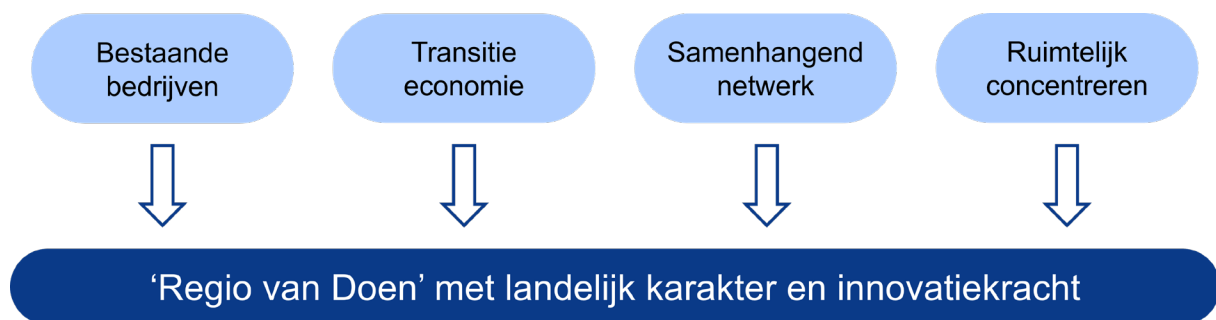 Bestaande
bedrijven
Transitie
economie
Samenhangend
netwerk
Ruimtelijk
concentreren
‘Regio van Doen’ met landelijk karakter en innovatiekracht